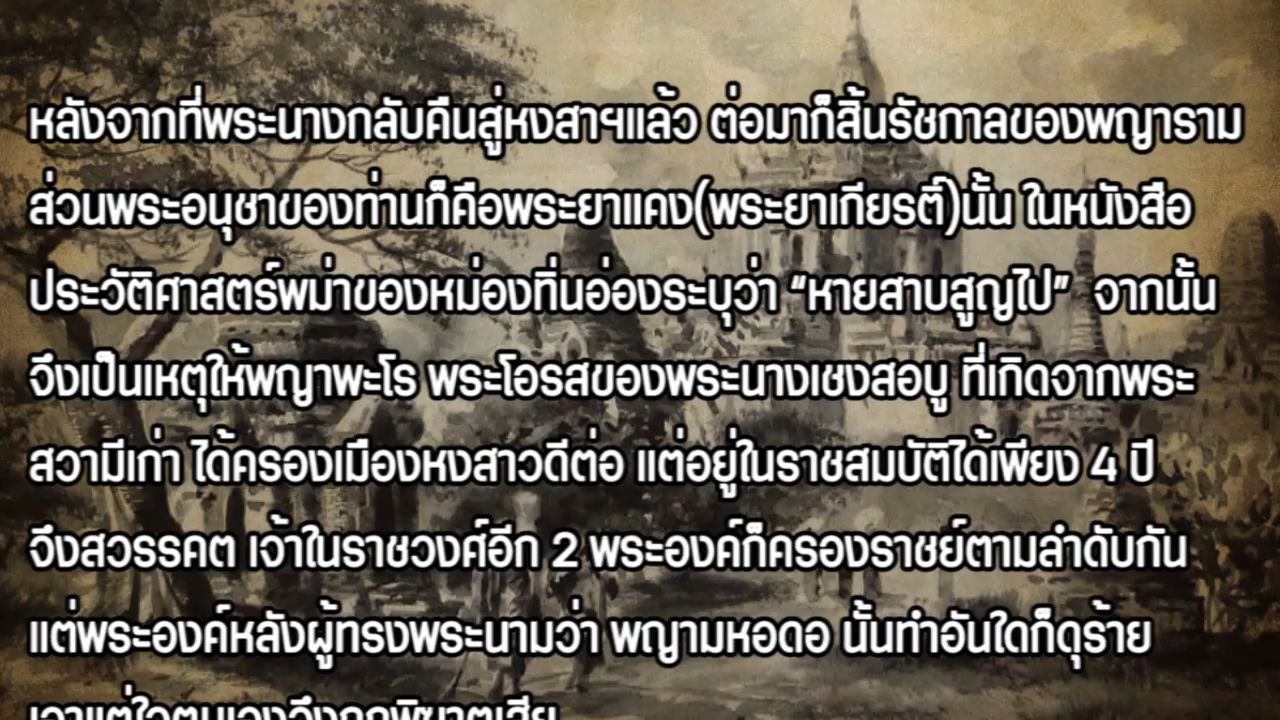 หลังจากที่พระนางกลับคืนสู่หงสาฯแล้ว ต่อมาก็สิ้นรัชกาลของพญาราม
ส่วนพระอนุชาของท่านก็คือพระยาแคง(พระยาเกียรติ์)นั้น ในหนังสือ
ประวัติศาสตร์พม่าของหม่องทิ่นอ่องระบุว่า “หายสาบสูญไป” จากนั้น
จึงเป็นเหตุให้พญาพะโร พระโอรสของพระนางเชงสอบู ที่เกิดจากพระ
สวามีเก่า ได้ครองเมืองหงสาวดีต่อ แต่อยู่ในราชสมบัติได้เพียง 4 ปี
จึงสวรรคต เจ้าในราชวงศ์อีก 2 พระองค์ก็ครองราชย์ตามลำดับกัน
แต่พระองค์หลังผู้ทรงพระนามว่า พญามหอดอ นั้นทำอันใดก็ดุร้าย
เอาแต่ใจตนเองจึงถูก